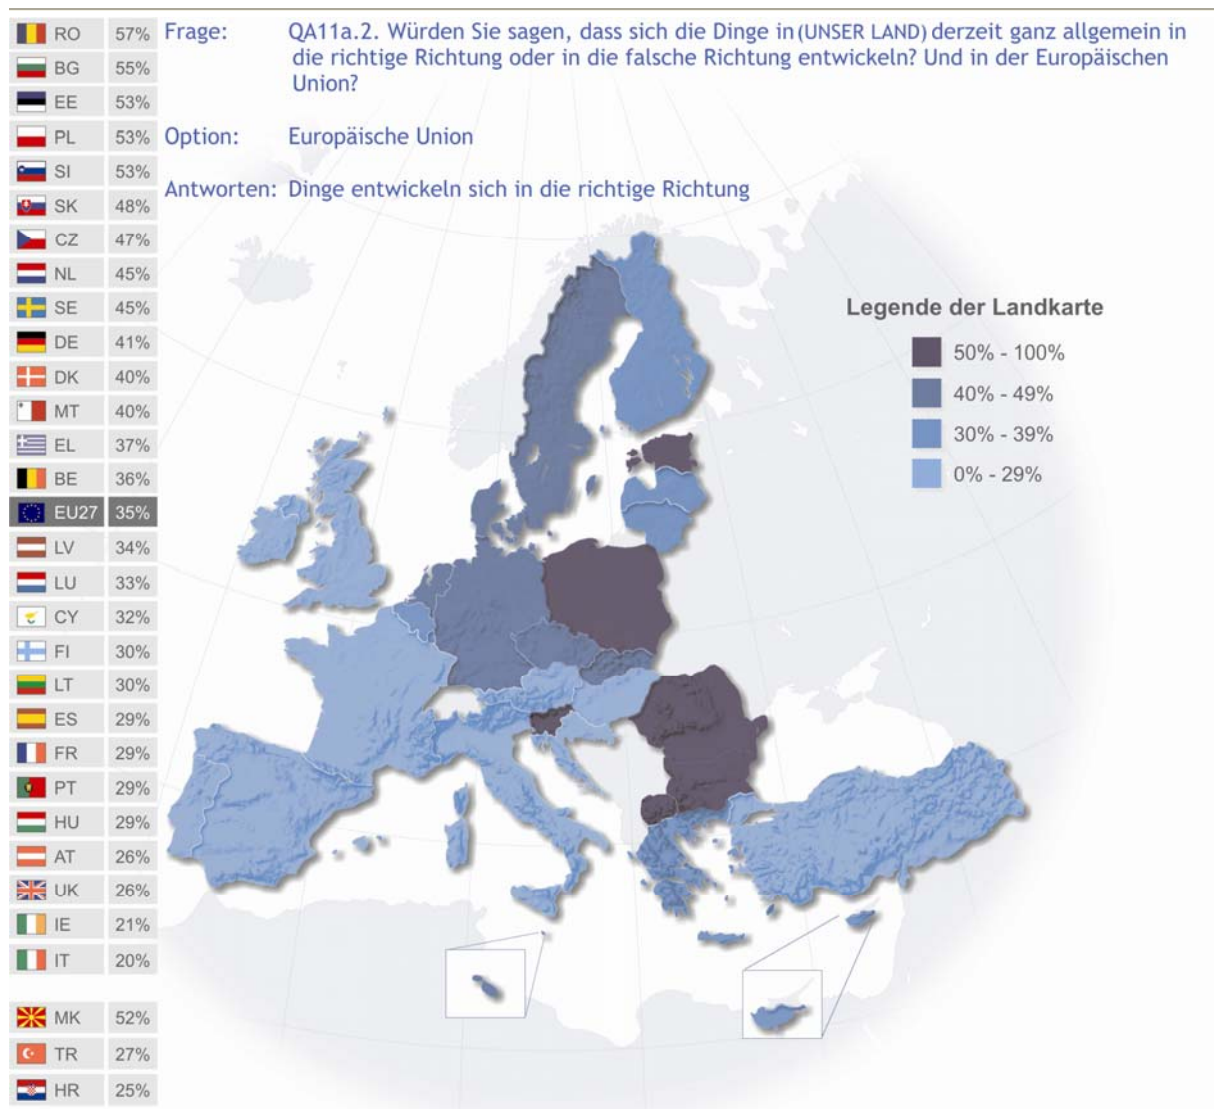 Frage: QA11a.2. Würden Sie sagen, dass sich die Dinge in (UNSER LAND) derzeit ganz allgemein in
die richtige Richtung oder in die falsche Richtung entwickeln? Und in der Europäischen
Union?
Option: Europäische Union
Antworten: Dinge entwickeln sich in die richtige Richtung
RO 57%
BG 55%
EE 53%
PL 53%
SI 53%
SK 48%
CZ 47%
NL 45%
SE 45%
DE 41%
DK 40%
MT 40%
EL 37%
BE 36%
EU27 35%
LV 34%
LU 33%
CY 32%
FI 30%
LT 30%
ES 29%
FR 29%
PT 29%
HU 29%
AT 26%
UK 26%
IE 21%
IT 20%
MK 52%
TR 27%
HR 25%
Legende der Landkarte
50% - 100%
40% - 49%
30% - 39%
0% - 29%